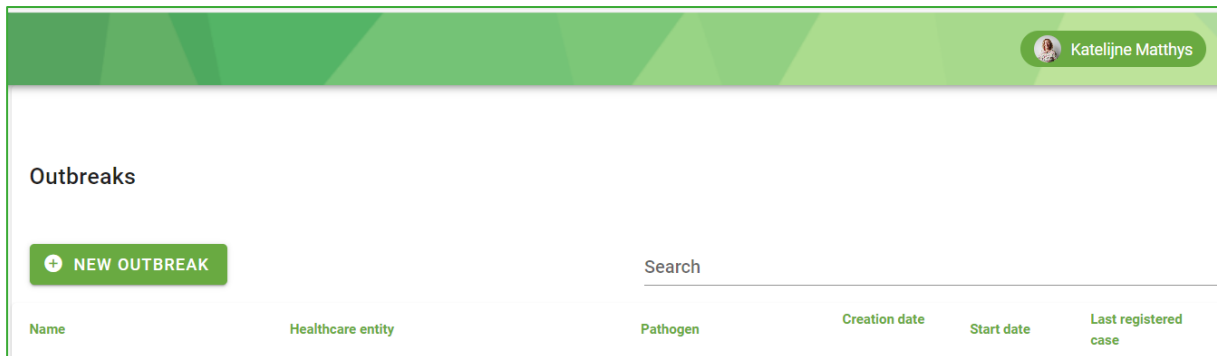 Katelijne Matthys
Outbreaks
NEW OUTBREAK
Search
Name Healthcare entity Pathogen Creation date Start date Last registered
case